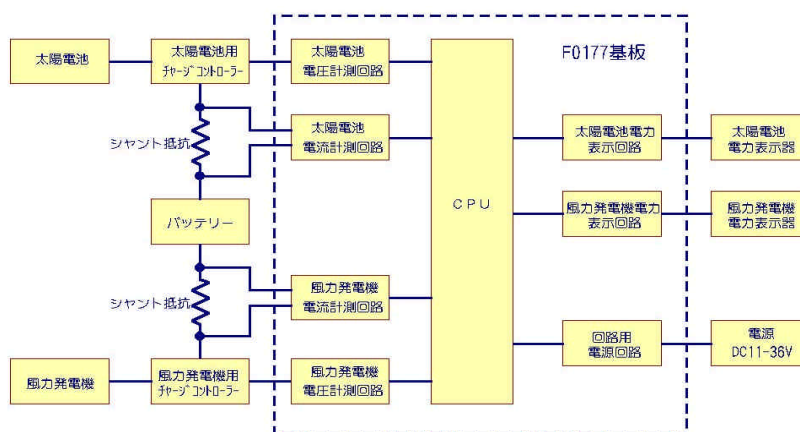 F0177基板
太陽電池
太陽電池用
チャージコントローラー
太陽電池
電圧計測回路
シャント抵抗
太陽電池
電流計測回路
CPU
太陽電池電力
表示回路
太陽電池
電力表示器
バッテリー
風力発電機電力
表示回路
風力発電機
電力表示器
シャント抵抗
風力発電機
電流計測回路
回路用
電源回路
電源
DC11-36V
風力発電機
風力発電機用
チャージコントローラー
風力発電機
電圧計測回路